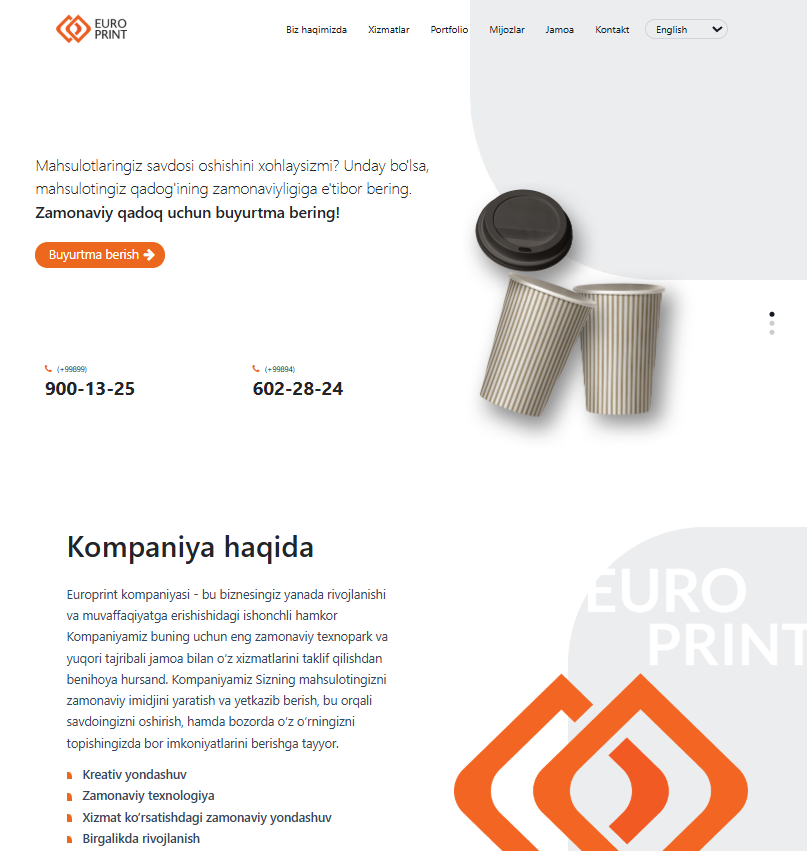 EURO
PRINT
Biz haqimizda Xizmatlar Portfolio Mijozlar Jamoa Kontakt English
Mahsulotlaringiz savdosi oshishini xohlaysizmi? Unday bo'lsa,
mahsulotingiz qadog'ining zamonaviyligiga e'tibor bering.
Zamonaviy qadoq uchun buyurtma bering!
Buyurtma berish
(+99899)
900-13-25
(+99894)
602-28-24
Kompaniya haqida
Europrint kompaniyasi - bu biznesingiz yanada rivojlanishi
va muvaffaqiyatga erishishidagi ishonchli hamkor
Kompaniyamiz buning uchun eng zamonaviy texnopark va
yuqori tajribali jamoa bilan o‘z xizmatlarini taklif qilishdan
benihoya hursand. Kompaniyamiz Sizning mahsulotingizni
zamonaviy imidjini yaratish va yetkazib berish, bu orqali
savdoingizni oshirish, hamda bozorda o‘z o‘rningizni
topishingizda bor imkoniyatlarini berishga tayyor.
Kreativ yondashuv
Zamonaviy texnologiya
Xizmat ko‘rsatishdagi zamonaviy yondashuv
Birgalikda rivojlanish
EURO
PRINT